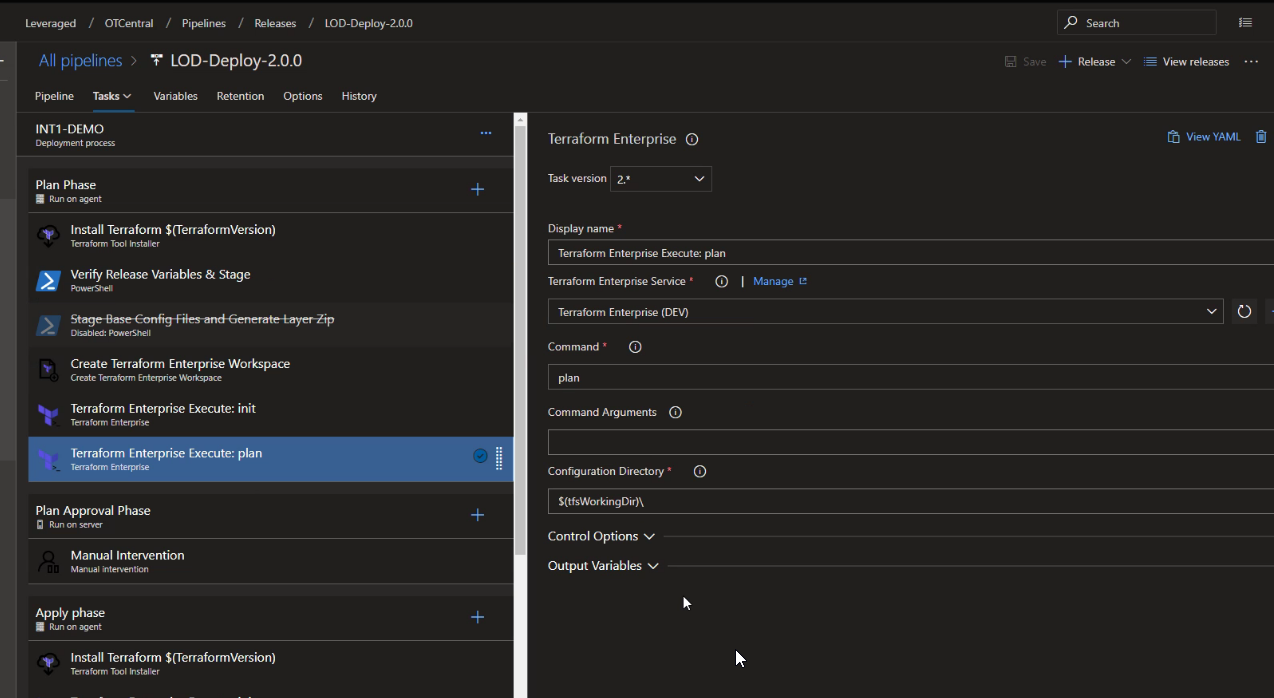 Leveraged / OTCentral / Pipelines / Releases / LOD-Deploy-2.0.0
Search
All pipelines > LOD-Deploy-2.0.0
Save
+ Release
View releases
...
Pipeline Tasks Variables Retention Options History
INT1-DEMO
Deployment process
Plan Phase
Run on agent
Install Terraform $(TerraformVersion)
Terraform Tool Installer
Verify Release Variables & Stage
PowerShell
Stage Base Config Files and Generate Layer Zip
Disabled: PowerShell
Create Terraform Enterprise Workspace
Create Terraform Enterprise Workspace
Terraform Enterprise Execute: init
Terraform Enterprise
Terraform Enterprise Execute: plan
Terraform Enterprise
Plan Approval Phase
Run on server
Manual Intervention
Manual intervention
Apply phase
Run on agent
Install Terraform $(TerraformVersion)
Terraform Tool Installer
Terraform Enterprise
View YAML
Task version 2.*
Display name *
Terraform Enterprise Execute: plan
Terraform Enterprise Service * | Manage
Terraform Enterprise (DEV)
Command *
plan
Command Arguments
Configuration Directory *
$(tfsWorkingDir)\
Control Options
Output Variables